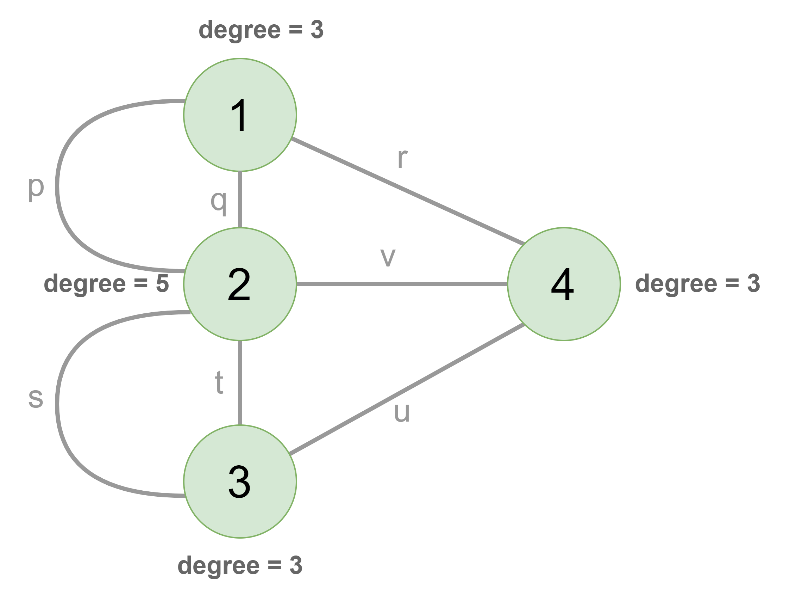 degree = 3
1
r
p
q
v
2
4
degree = 5
degree = 3
t
s
u
3
degree = 3